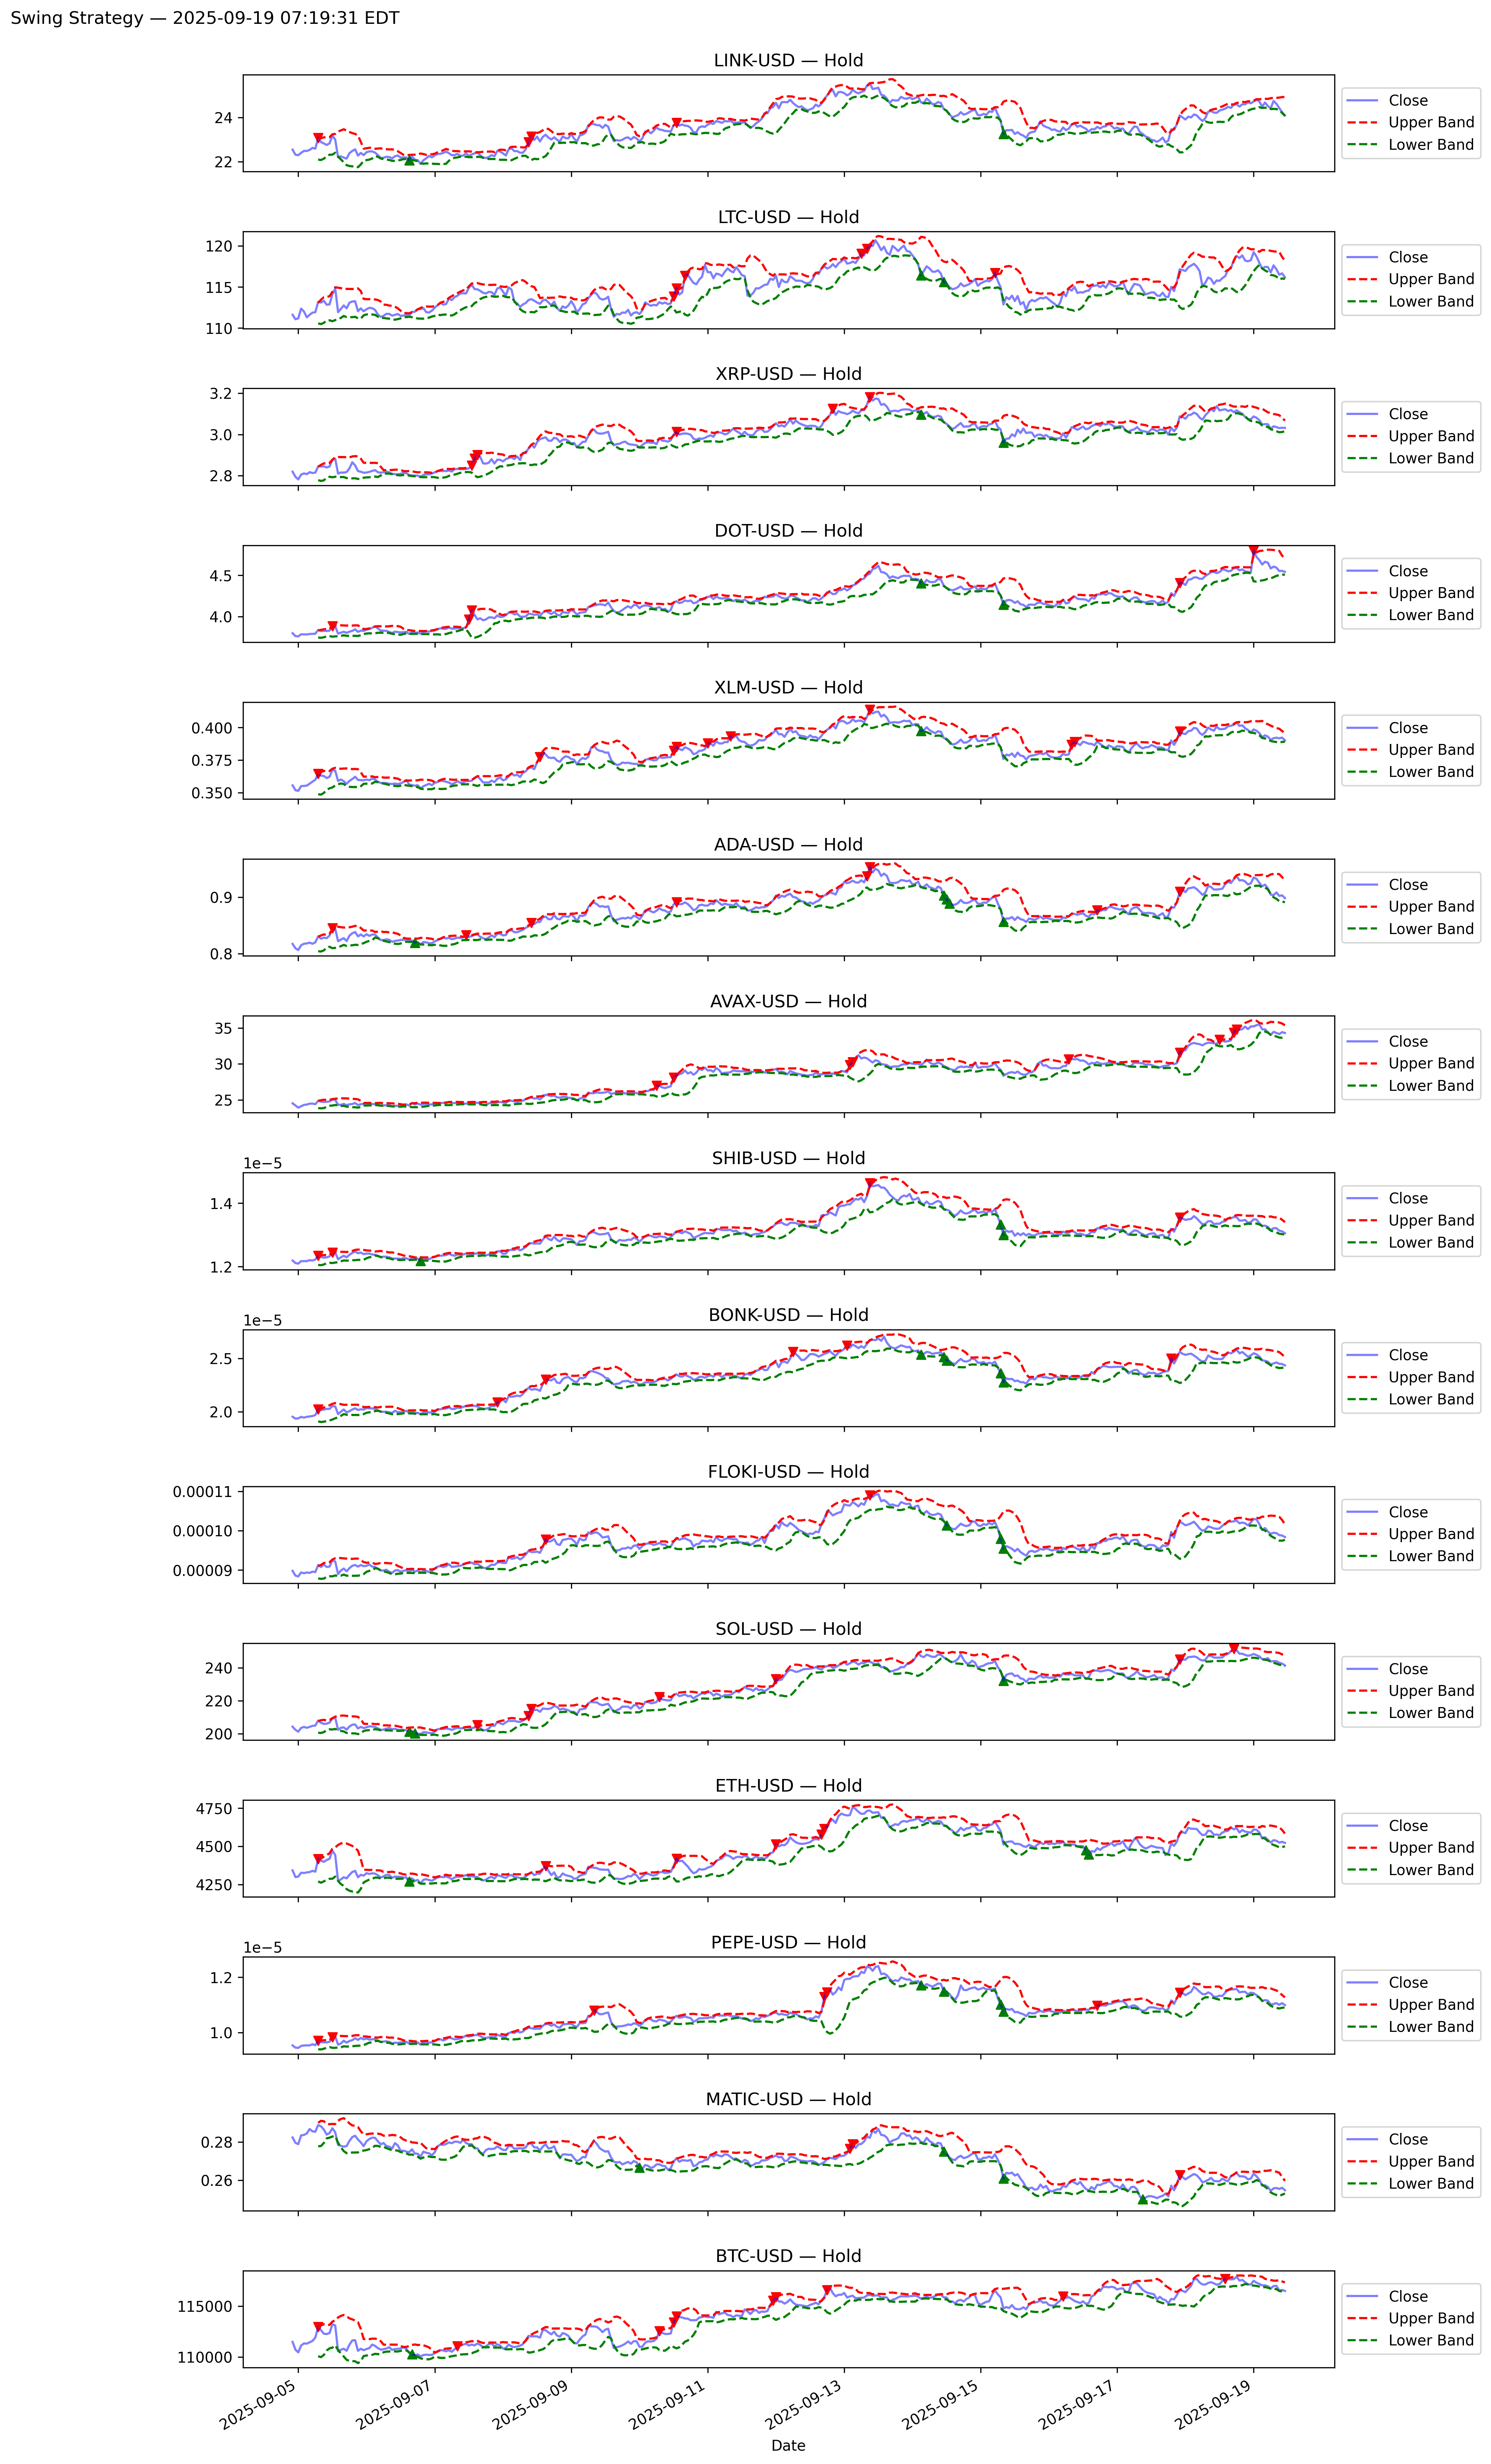 Swing Strategy — 2025-09-19 07:19:31 EDT
LINK-USD — Hold
24
22
Close
Upper Band
Lower Band
LTC-USD — Hold
120
115
110
Close
Upper Band
Lower Band
XRP-USD — Hold
3.2
3.0
2.8
Close
Upper Band
Lower Band
DOT-USD — Hold
4.5
4.0
Close
Upper Band
Lower Band
XLM-USD — Hold
0.400
0.375
0.350
Close
Upper Band
Lower Band
ADA-USD — Hold
0.9
0.8
Close
Upper Band
Lower Band
AVAX-USD — Hold
35
30
25
Close
Upper Band
Lower Band
SHIB-USD — Hold
1e−5
1.4
1.2
Close
Upper Band
Lower Band
BONK-USD — Hold
1e−5
2.5
2.0
Close
Upper Band
Lower Band
FLOKI-USD — Hold
0.00011
0.00010
0.00009
Close
Upper Band
Lower Band
SOL-USD — Hold
240
220
200
Close
Upper Band
Lower Band
ETH-USD — Hold
4750
4500
4250
Close
Upper Band
Lower Band
PEPE-USD — Hold
1e−5
1.2
1.0
Close
Upper Band
Lower Band
MATIC-USD — Hold
0.28
0.26
Close
Upper Band
Lower Band
BTC-USD — Hold
115000
110000
Close
Upper Band
Lower Band
2025-09-05
2025-09-07
2025-09-09
2025-09-11
2025-09-13
2025-09-15
2025-09-17
2025-09-19
Date